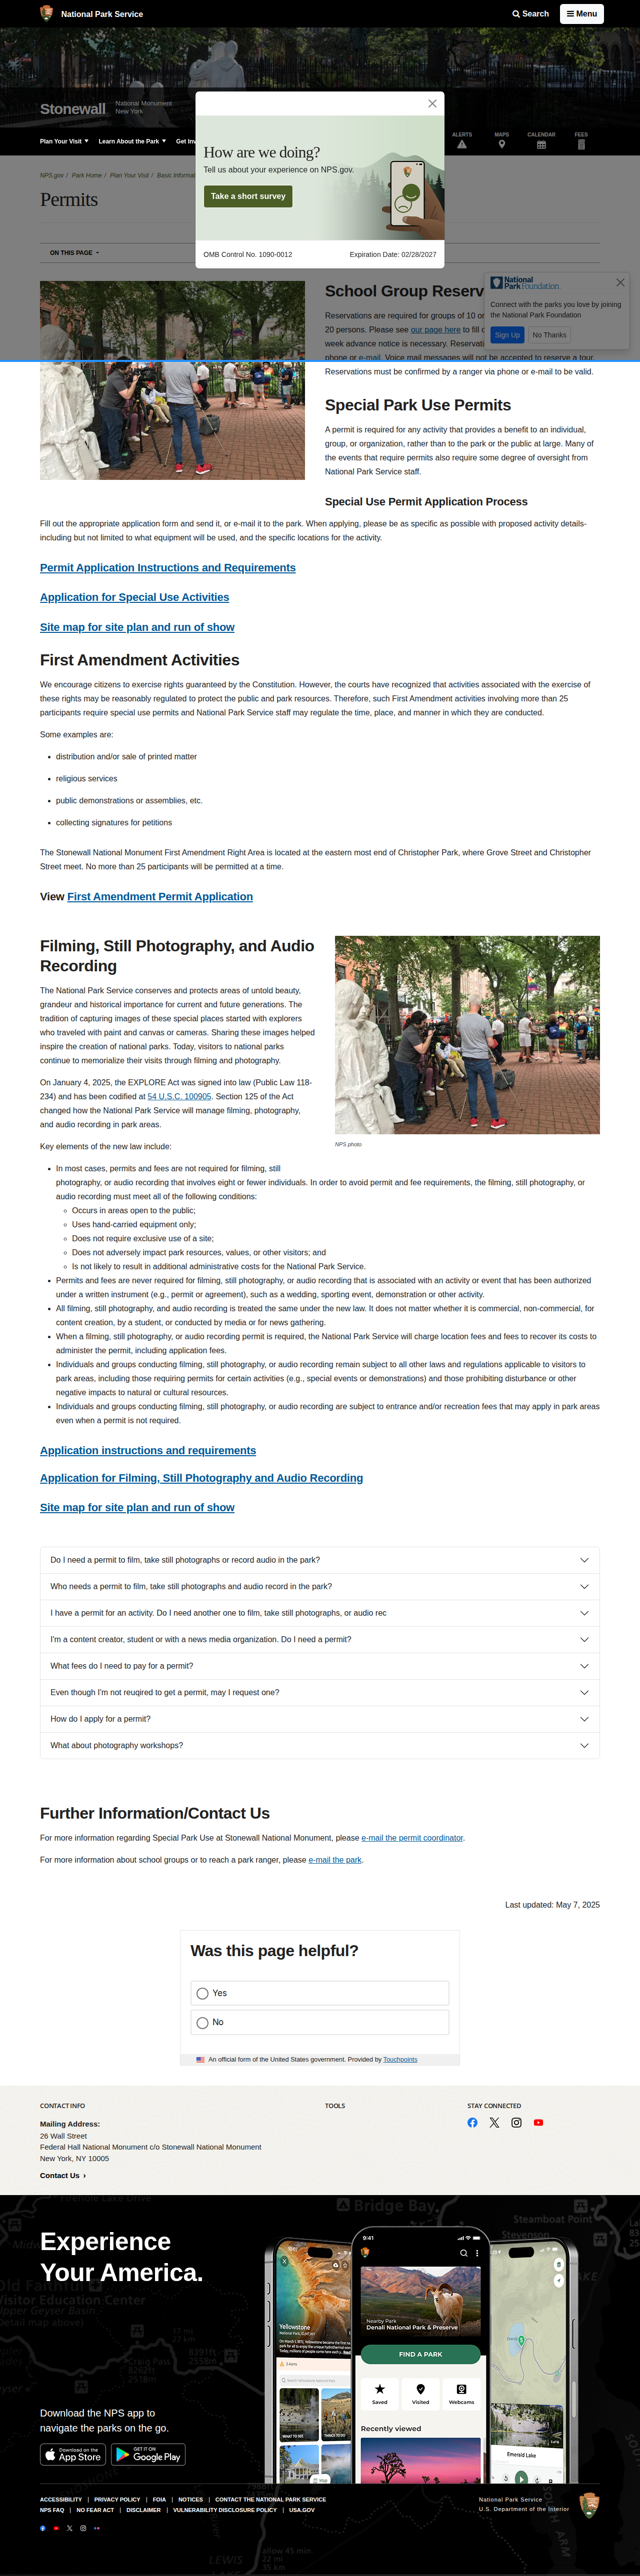 National Park Service
Search
Menu
Stonewall
National Monument
New York
Plan Your Visit
Learn About the Park
ALERTS
MAPS
CALENDAR
FEES
How are we doing?
Tell us about your experience on NPS.gov.
Take a short survey
OMB Control No. 1090-0012
Expiration Date: 02/28/2027
NPS.gov / Park Home / Plan Your Visit /
Permits
ON THIS PAGE
National
Park Foundation
Connect with the parks you love by joining
the National Park Foundation
Sign Up
No Thanks
School Group
Reservations are required for groups of 10 or
20 persons. Please see our page here to fill
week advance notice is necessary.
phone or e-mail. Voice mail messages will not be accepted to reserve a tour.
Reservations must be confirmed by a ranger via phone or e-mail to be valid.
Special Park Use Permits
A permit is required for any activity that provides a benefit to an individual,
group, or organization, rather than to the park or the public at large. Many of
the events that require permits also require some degree of oversight from
National Park Service staff.
Special Use Permit Application Process
Fill out the appropriate application form and send it, or e-mail it to the park. When applying, please be as specific as possible with proposed activity details-
including but not limited to what equipment will be used, and the specific locations for the activity.
Permit Application Instructions and Requirements
Application for Special Use Activities
Site map for site plan and run of show
First Amendment Activities
We encourage citizens to exercise rights guaranteed by the Constitution. However, the courts have recognized that activities associated with the exercise of
these rights may be reasonably regulated to protect the public and park resources. Therefore, such First Amendment activities involving more than 25
participants require special use permits and National Park Service staff may regulate the time, place, and manner in which they are conducted.
Some examples are:
• distribution and/or sale of printed matter
• religious services
• public demonstrations or assemblies, etc.
• collecting signatures for petitions
The Stonewall National Monument First Amendment Right Area is located at the eastern most end of Christopher Park, where Grove Street and Christopher
Street meet. No more than 25 participants will be permitted at a time.
View First Amendment Permit Application
Filming, Still Photography, and Audio
Recording
The National Park Service conserves and protects areas of untold beauty,
grandeur and historical importance for current and future generations. The
tradition of capturing images of these special places started with explorers
who traveled with paint and canvas or cameras. Sharing these images helped
inspire the creation of national parks. Today, visitors to national parks
continue to memorialize their visits through filming and photography.
On January 4, 2025, the EXPLORE Act was signed into law (Public Law 118-
234) and has been codified at 54 U.S.C. 100905. Section 125 of the Act
changed how the National Park Service will manage filming, photography,
and audio recording in park areas.
NPS photo
Key elements of the new law include:
• In most cases, permits and fees are not required for filming, still
photography, or audio recording that involves eight or fewer individuals. In order to avoid permit and fee requirements, the filming, still photography, or
audio recording must meet all of the following conditions:
◦ Occurs in areas open to the public;
◦ Uses hand-carried equipment only;
◦ Does not require exclusive use of a site;
◦ Does not adversely impact park resources, values, or other visitors; and
◦ Is not likely to result in additional administrative costs for the National Park Service.
• Permits and fees are never required for filming, still photography, or audio recording that is associated with an activity or event that has been authorized
under a written instrument (e.g., permit or agreement), such as a wedding, sporting event, demonstration or other activity.
• All filming, still photography, and audio recording is treated the same under the new law. It does not matter whether it is commercial, non-commercial, for
content creation, by a student, or conducted by media or for news gathering.
• When a filming, still photography, or audio recording permit is required, the National Park Service will charge location fees and fees to recover its costs to
administer the permit, including application fees.
• Individuals and groups conducting filming, still photography, or audio recording remain subject to all other laws and regulations applicable to visitors to
park areas, including those requiring permits for certain activities (e.g., special events or demonstrations) and those prohibiting disturbance or other
negative impacts to natural or cultural resources.
• Individuals and groups conducting filming, still photography, or audio recording are subject to entrance and/or recreation fees that may apply in park areas
even when a permit is not required.
Application instructions and requirements
Application for Filming, Still Photography and Audio Recording
Site map for site plan and run of show
Do I need a permit to film, take still photographs or record audio in the park?
Who needs a permit to film, take still photographs and audio record in the park?
I have a permit for an activity. Do I need another one to film, take still photographs, or audio rec
I'm a content creator, student or with a news media organization. Do I need a permit?
What fees do I need to pay for a permit?
Even though I'm not reuqired to get a permit, may I request one?
How do I apply for a permit?
What about photography workshops?
Further Information/Contact Us
For more information regarding Special Park Use at Stonewall National Monument, please e-mail the permit coordinator.
For more information about school groups or to reach a park ranger, please e-mail the park.
Last updated: May 7, 2025
Was this page helpful?
Yes
No
An official form of the United States government. Provided by Touchpoints
CONTACT INFO
TOOLS
STAY CONNECTED
Mailing Address:
26 Wall Street
Federal Hall National Monument c/o Stonewall National Monument
New York, NY 10005
Contact Us ›
Experience
Your America.
Bridge Bay
Steamboat Point
9:41
Yellowstone
Nearby Park
Denali National Park & Preserve
FIND A PARK
Saved
Visited
Webcams
Recently viewed
Emerald Lake
Download the NPS app to
navigate the parks on the go.
Download on the
App Store
GET IT ON
Google Play
ACCESSIBILITY | PRIVACY POLICY | FOIA | NOTICES | CONTACT THE NATIONAL PARK SERVICE
NPS FAQ | NO FEAR ACT | DISCLAIMER | VULNERABILITY DISCLOSURE POLICY | USA.GOV
National Park Service
U.S. Department of the Interior